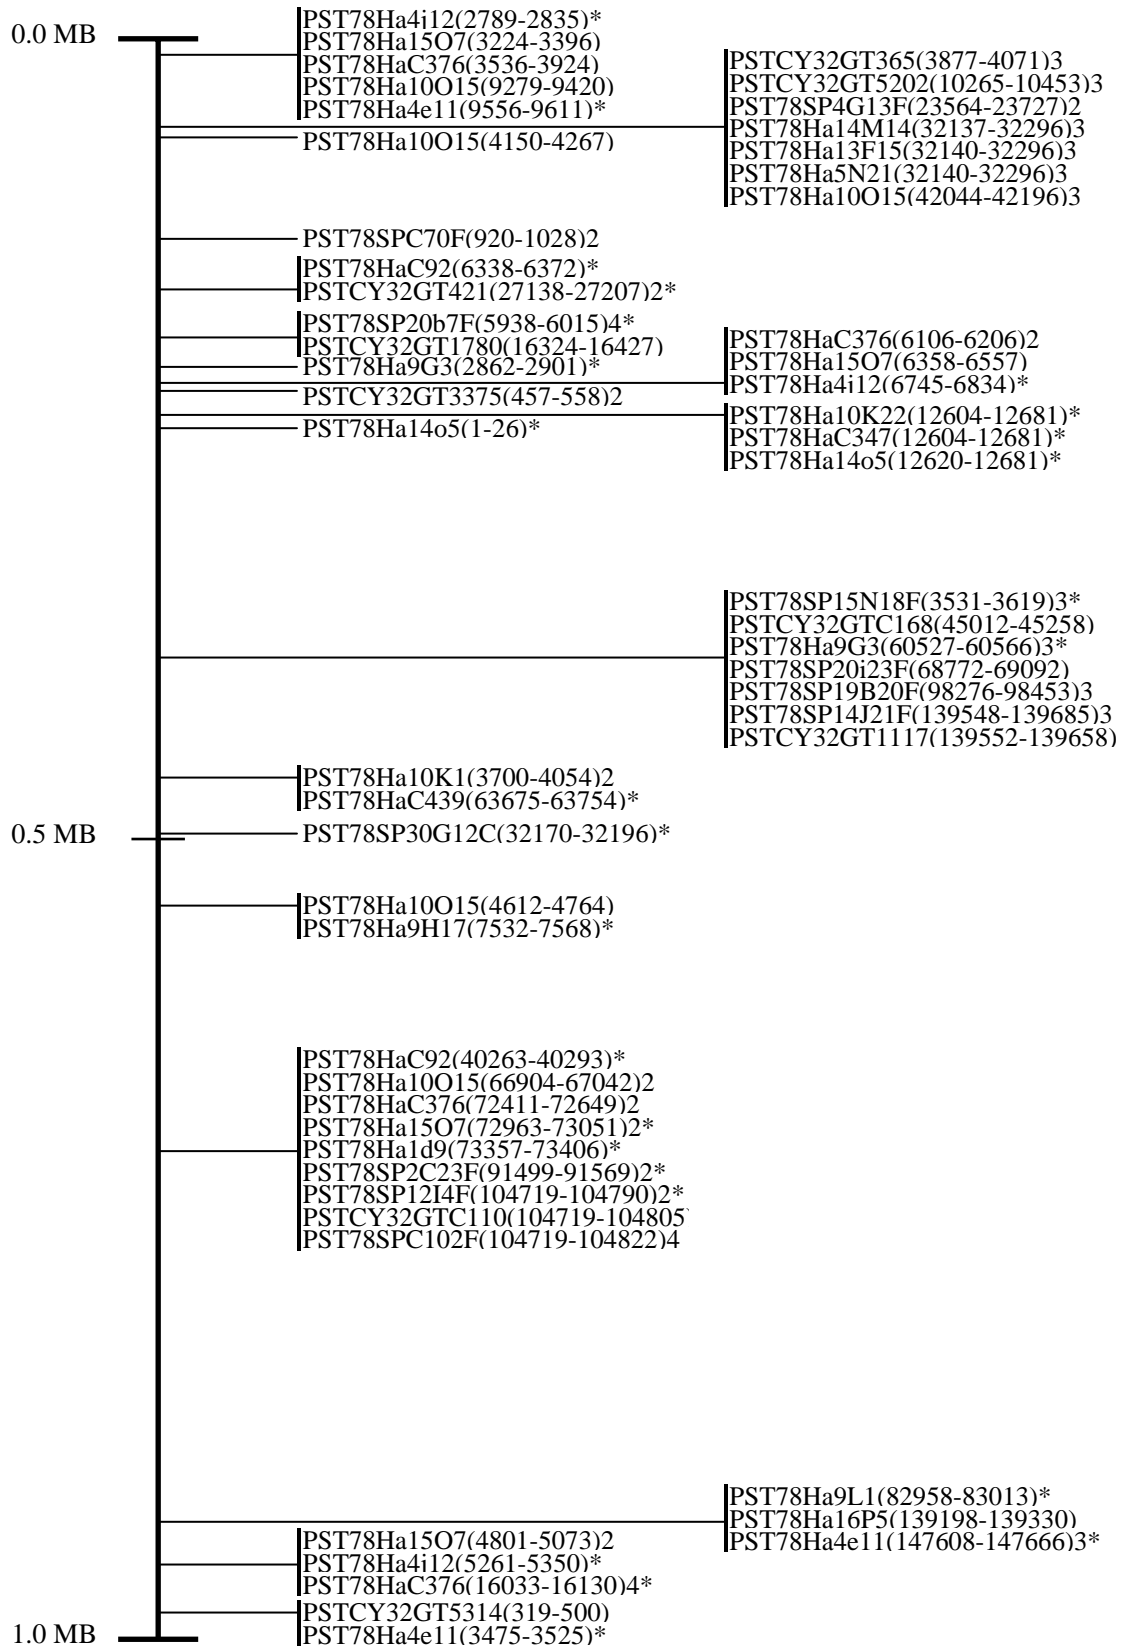 0.0 MB
PST78Ha4i12(2789-2835)*
PST78Ha15O7(3224-3396)
PST78HaC376(3536-3924)
PST78Ha10O15(9279-9420)
PST78Ha4e11(9556-9611)*
PSTCY32GT365(3877-4071)3
PSTCY32GT5202(10265-10453)3
PST78SP4G13F(23564-23727)2
PST78Ha14M14(32137-32296)3
PST78Ha13F15(32140-32296)3
PST78Ha5N21(32140-32296)3
PST78Ha10O15(42044-42196)3
PST78Ha10O15(4150-4267)
PST78SPC70F(920-1028)2
PST78HaC92(6338-6372)*
PSTCY32GT421(27138-27207)2*
PST78SP20b7F(5938-6015)4*
PSTCY32GT1780(16324-16427)
PST78Ha9G3(2862-2901)*
PST78HaC376(6106-6206)2
PST78Ha15O7(6358-6557)
PST78Ha4i12(6745-6834)*
PSTCY32GT3375(457-558)2
PST78Ha10K22(12604-12681)*
PST78HaC347(12604-12681)*
PST78Ha14o5(12620-12681)*
PST78Ha14o5(1-26)*
PST78SP15N18F(3531-3619)3*
PSTCY32GTC168(45012-45258)
PST78Ha9G3(60527-60566)3*
PST78SP20i23F(68772-69092)
PST78SP19B20F(98276-98453)3
PST78SP14J21F(139548-139685)3
PSTCY32GT1117(139552-139658)
PST78Ha10K1(3700-4054)2
PST78HaC439(63675-63754)*
0.5 MB
PST78SP30G12C(32170-32196)*
PST78Ha10O15(4612-4764)
PST78Ha9H17(7532-7568)*
PST78HaC92(40263-40293)*
PST78Ha10O15(66904-67042)2
PST78HaC376(72411-72649)2
PST78Ha15O7(72963-73051)2*
PST78Ha1d9(73357-73406)*
PST78SP2C23F(91499-91569)2*
PST78SP12I4F(104719-104790)2*
PSTCY32GTC110(104719-104805)
PST78SPC102F(104719-104822)4
PST78Ha9L1(82958-83013)*
PST78Ha16P5(139198-139330)
PST78Ha4e11(147608-147666)3*
PST78Ha15O7(4801-5073)2
PST78Ha4i12(5261-5350)*
PST78HaC376(16033-16130)4*
PSTCY32GT5314(319-500)
PST78Ha4e11(3475-3525)*
1.0 MB